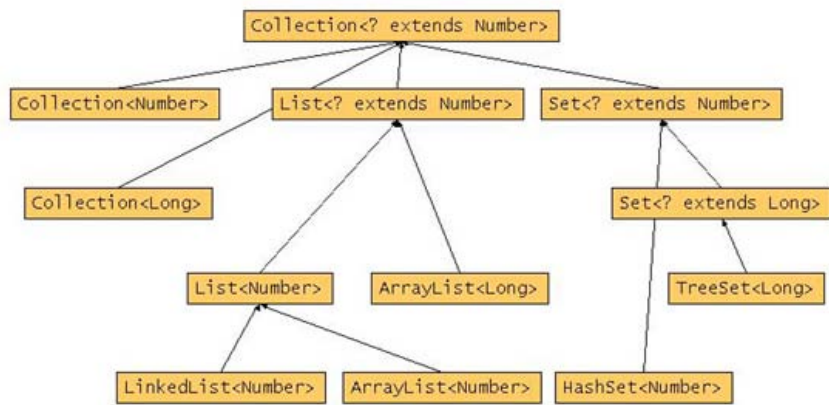 Collection<? extends Number>
Collection<Number>
List<? extends Number>
Set<? extends Number>
Collection<Long>
Set<? extends Long>
List<Number>
ArrayList<Long>
TreeSet<Long>
LinkedList<Number>
ArrayList<Number>
HashSet<Number>